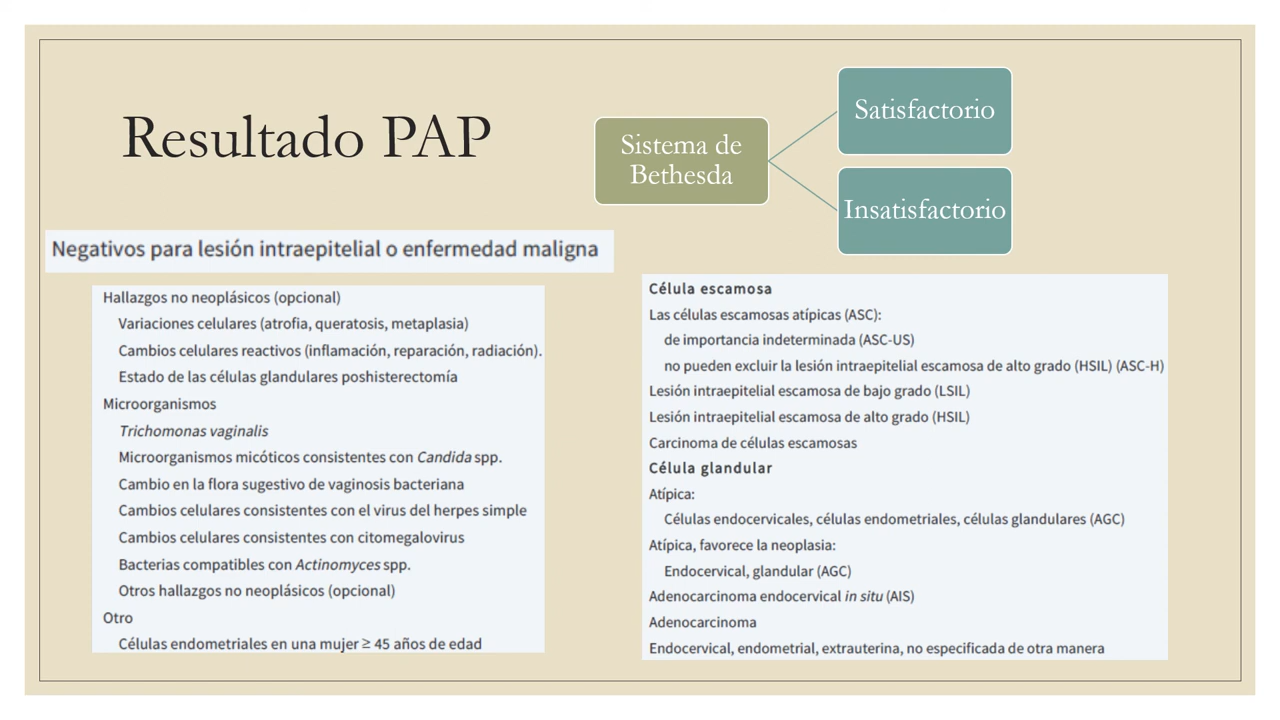 Resultado PAP
Sistema de
Bethesda
Satisfactorio
Insatisfactorio
Negativos para lesión intraepitelial o enfermedad maligna
Hallazgos no neoplásicos (opcional)
Variaciones celulares (atrofia, queratosis, metaplasia)
Cambios celulares reactivos (inflamación, reparación, radiación).
Estado de las células glandulares poshisterectomía
Microorganismos
Trichomonas vaginalis
Microorganismos micóticos consistentes con Candida spp.
Cambio en la flora sugestivo de vaginosis bacteriana
Cambios celulares consistentes con el virus del herpes simple
Cambios celulares consistentes con citomegalovirus
Bacterias compatibles con Actinomyces spp.
Otros hallazgos no neoplásicos (opcional)
Otro
Células endometriales en una mujer ≥ 45 años de edad
Célula escamosa
Las células escamosas atípicas (ASC):
de importancia indeterminada (ASC-US)
no pueden excluir la lesión intraepitelial escamosa de alto grado (HSIL) (ASC-H)
Lesión intraepitelial escamosa de bajo grado (LSIL)
Lesión intraepitelial escamosa de alto grado (HSIL)
Carcinoma de células escamosas
Célula glandular
Atípica:
Células endocervicales, células endometriales, células glandulares (AGC)
Atípica, favorece la neoplasia:
Endocervical, glandular (AGC)
Adenocarcinoma endocervical in situ (AIS)
Adenocarcinoma
Endocervical, endometrial, extrauterina, no especificada de otra manera